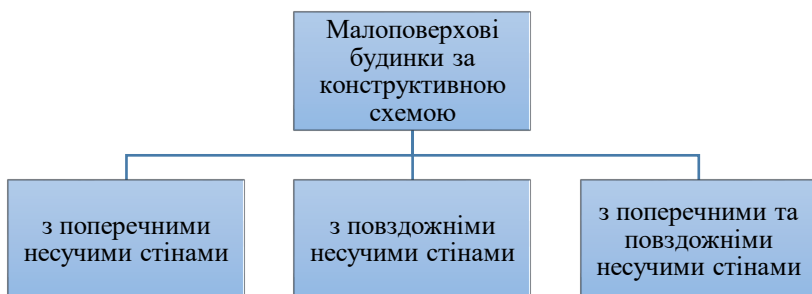 Малоповерхові
будинки за
конструктивною
схемою
з поперечними
несучими стінами
з повздожніми
несучими стінами
з поперечними та
повздожніми
несучими стінами